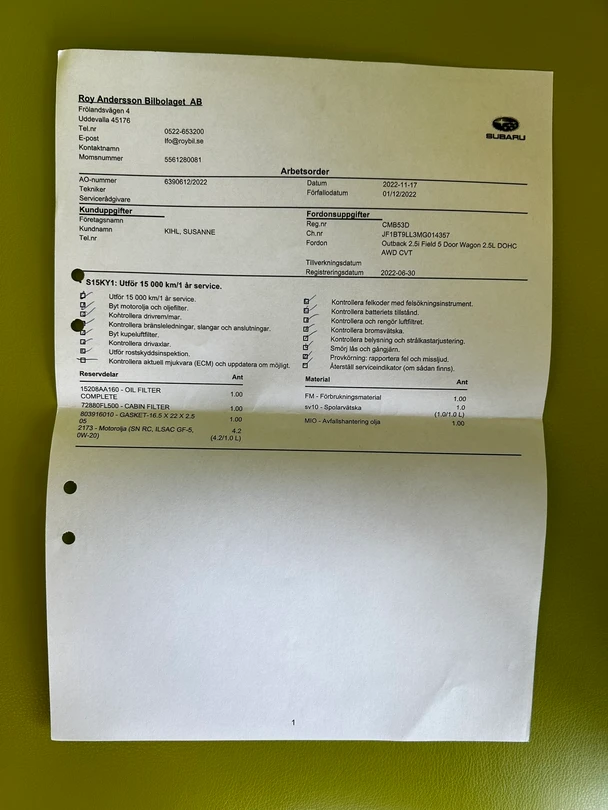 Roy Andersson Bilbolaget AB
Frölandsvägen 4
Uddevalla 45176
Tel.nr 0522-653200
E-post lfo@roybil.se
Kontaktnamn
Momsnummer 5561280081
SUBARU
Arbetsorder
AO-nummer 6390612/2022
Tekniker
Servicerådgivare
Datum 2022-11-17
Förfallodatum 01/12/2022
Kunduppgifter
Företagsnamn
Kundnamn KIHL, SUSANNE
Tel.nr
Fordonsuppgifter
Reg.nr CMB53D
Ch.nr JF1BT9LL3MG014357
Fordon Outback 2.5i Field 5 Door Wagon 2.5L DOHC
AWD CVT
Tillverkningsdatum
Registreringsdatum 2022-06-30
S15KY1: Utför 15 000 km/1 år service.
Utför 15 000 km/1 år service.
Byt motorolja och oljefilter.
Kontrollera drivrem/mar.
Kontrollera bränsleledningar, slangar och anslutningar.
Byt kupeluftfilter.
Kontrollera drivaxlar.
Utför rostskyddsinspektion.
Kontrollera aktuell mjukvara (ECM) och uppdatera om möjligt.
Kontrollera felkoder med felsökningsinstrument.
Kontrollera batteriets tillstånd.
Kontrollera och rengör luftfiltret.
Kontrollera bromsvätska.
Kontrollera belysning och strålkastarjustering.
Smörj lås och gångjärn.
Provkörning: rapportera fel och missljud.
Återställ serviceindikator (om sådan finns).
Reservdelar Ant
15208AA160 - OIL FILTER
COMPLETE 1.00
72880FL500 - CABIN FILTER 1.00
803916010 - GASKET-16.5 X 22 X 2.5
05 1.00
2173 - Motorolja (SN RC, ILSAC GF-5,
0W-20) 4.2
(4.2/1.0 L)
Material Ant
FM - Förbrukningsmaterial 1.00
sv10 - Spolarvätska 1.0
(1.0/1.0 L)
MIO - Avfallshantering olja 1.00
1